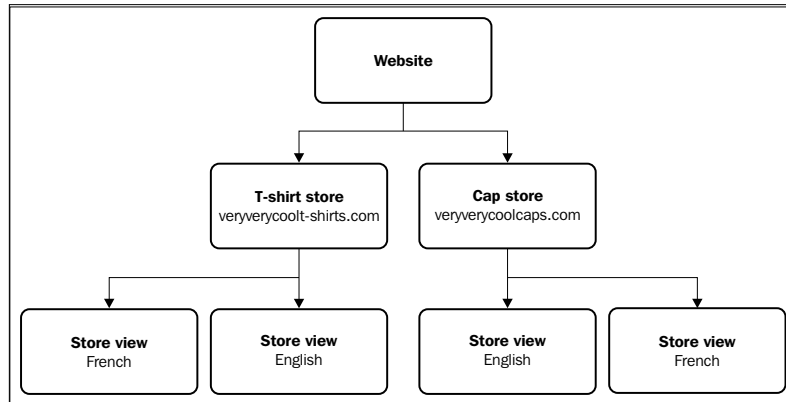 Website
T-shirt store
veryverycoolt-shirts.com
Cap store
veryverycoolcaps.com
Store view
French
Store view
English
Store view
English
Store view
French